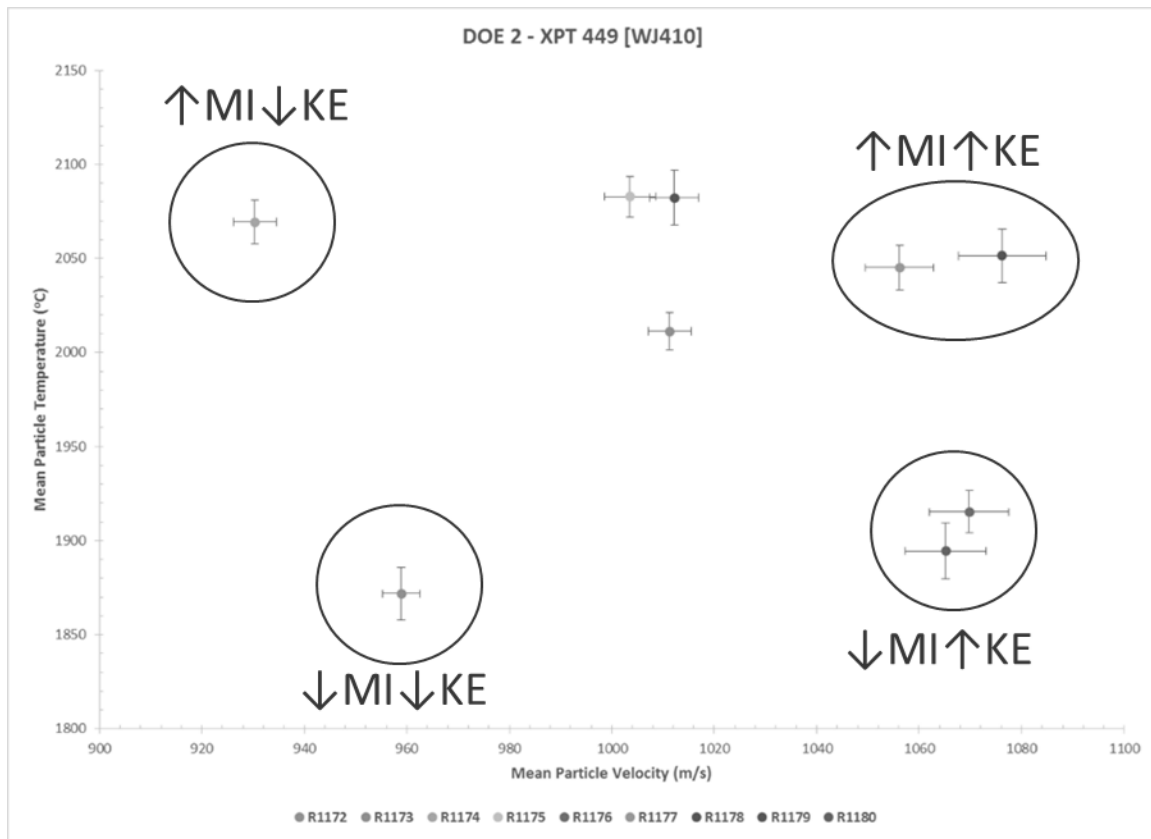 DOE 2 - XPT 449 [WJ410]
2150
↑MI↓KE
↑MI↑KE
2100
2050
Mean Particle Temperature (°C)
2000
1950
1900
1850
↓MI↑KE
↓MI↓KE
1800
900 920 940 960 980 1000 1020 1040 1060 1080 1100
Mean Particle Velocity (m/s)
R1172 R1173 R1174 R1175 R1176 R1177 R1178 R1179 R1180